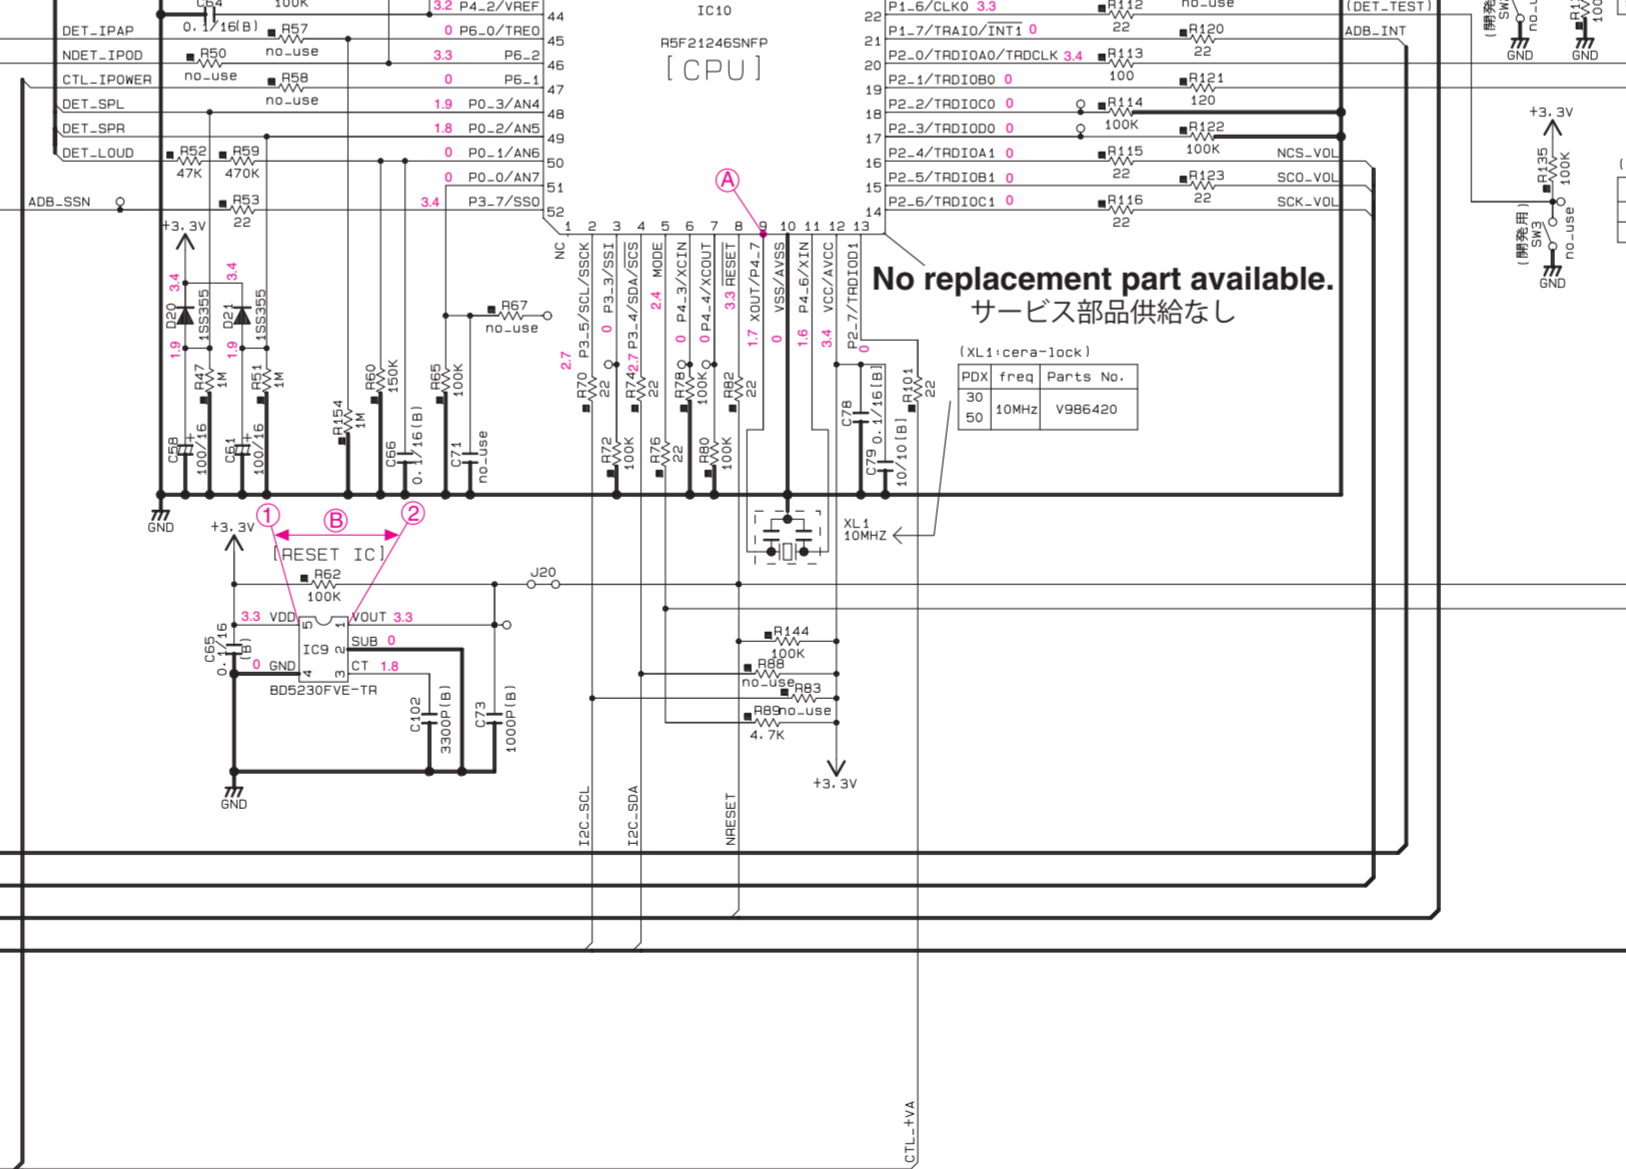 C64
100K
0.1/16(B)
3.2 P4_2/VREF
44
IC10
R5F21246SNFP
[CPU]
22
P1_6/CLK0 3.3
R112
22
no_use
(DET_TEST)
DET_IPAP
R57
no_use
0 P6_0/TRE0
45
21
P1_7/TRAIO/INT1 0
R120
22
ADB_INT
NDET_IPOD
R50
no_use
3.3 P6_2
46
20
P2_0/TRDIOA0/TRDCLK 3.4
R113
100
CTL_IPOWER
R58
no_use
0 P6_1
47
19
P2_1/TRDIOB0 0
R121
120
DET_SPL
1.9 P0_3/AN4
48
18
P2_2/TRDIOC0 0
R114
100K
DET_SPR
1.8 P0_2/AN5
49
17
P2_3/TRDIOD0 0
R122
100K
DET_LOUD
R52
47K
R59
470K
0 P0_1/AN6
50
16
P2_4/TRDIOA1 0
R115
22
NCS_VOL
0 P0_0/AN7
51
15
P2_5/TRDIOB1 0
R123
22
SCO_VOL
ADB_SSN
R53
22
3.4 P3_7/SSO
52
14
P2_6/TRDIOC1 0
R116
22
SCK_VOL
GND
GND
+3.3V
R135
100K
(開発用)
SW3
no_use
GND
A
1 2 3 4 5 6 7 8 9 10 11 12 13
NC
2.7 P3_5/SCL/SSCK
0 P3_3/SSI
2.7 P3_4/SDA/SCS
2.4 MODE
0 P4_3/XCIN
0 P4_4/XCOUT
3.3 RESET
1.7 XOUT/P4_7
0 VSS/AVSS
1.6 P4_6/XIN
3.4 VCC/AVCC
0 P2_7/TRDIOD1
No replacement part available.
サービス部品供給なし
+3.3V
3.4
3.4
D20
1SS355
D21
1SS355
1.9
1.9
R47
1M
R51
1M
C58
100/16
C61
100/16
R154
1M
R60
150K
C66
0.1/16(B)
R65
100K
C71
no_use
R67
no_use
R70
22
R72
100K
R74
22
R76
22
R78
100K
R80
100K
R82
22
C78
0.1/16(B)
C79
10/10(B)
R101
22
(XL1:cera-lock)
PDX freq Parts No.
30
50
10MHz V986420
XL1
10MHZ
GND
1 B 2
+3.3V
[RESET IC]
R62
100K
J20
3.3 VDD
5
1
VOUT 3.3
IC9
2
SUB 0
0 GND
4
3
CT 1.8
BD5230FVE-TR
C65
0.1/16
(B)
C102
3300P(B)
C73
1000P(B)
GND
R144
100K
R88
no_use
R83
no_use
R89
4.7K
+3.3V
I2C_SCL
I2C_SDA
NRESET
CTL_+VA